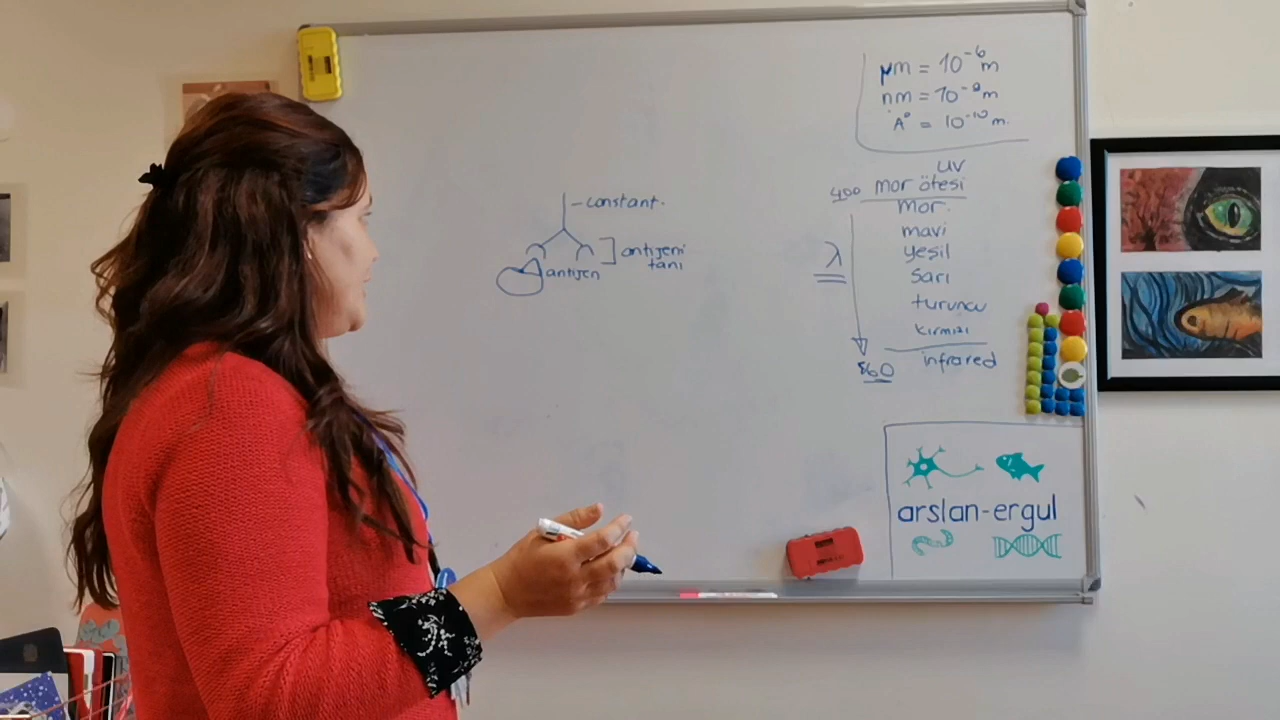 μm = 10⁻⁶ m
nm = 10⁻⁹ m
A° = 10⁻¹⁰ m.
uv
400 mor ötesi
mor.
mavi
yeşil
λ
sarı
turuncu
kırmızı
860 infrared
constant.
antijeni
tanı
antijen
arslan-ergul